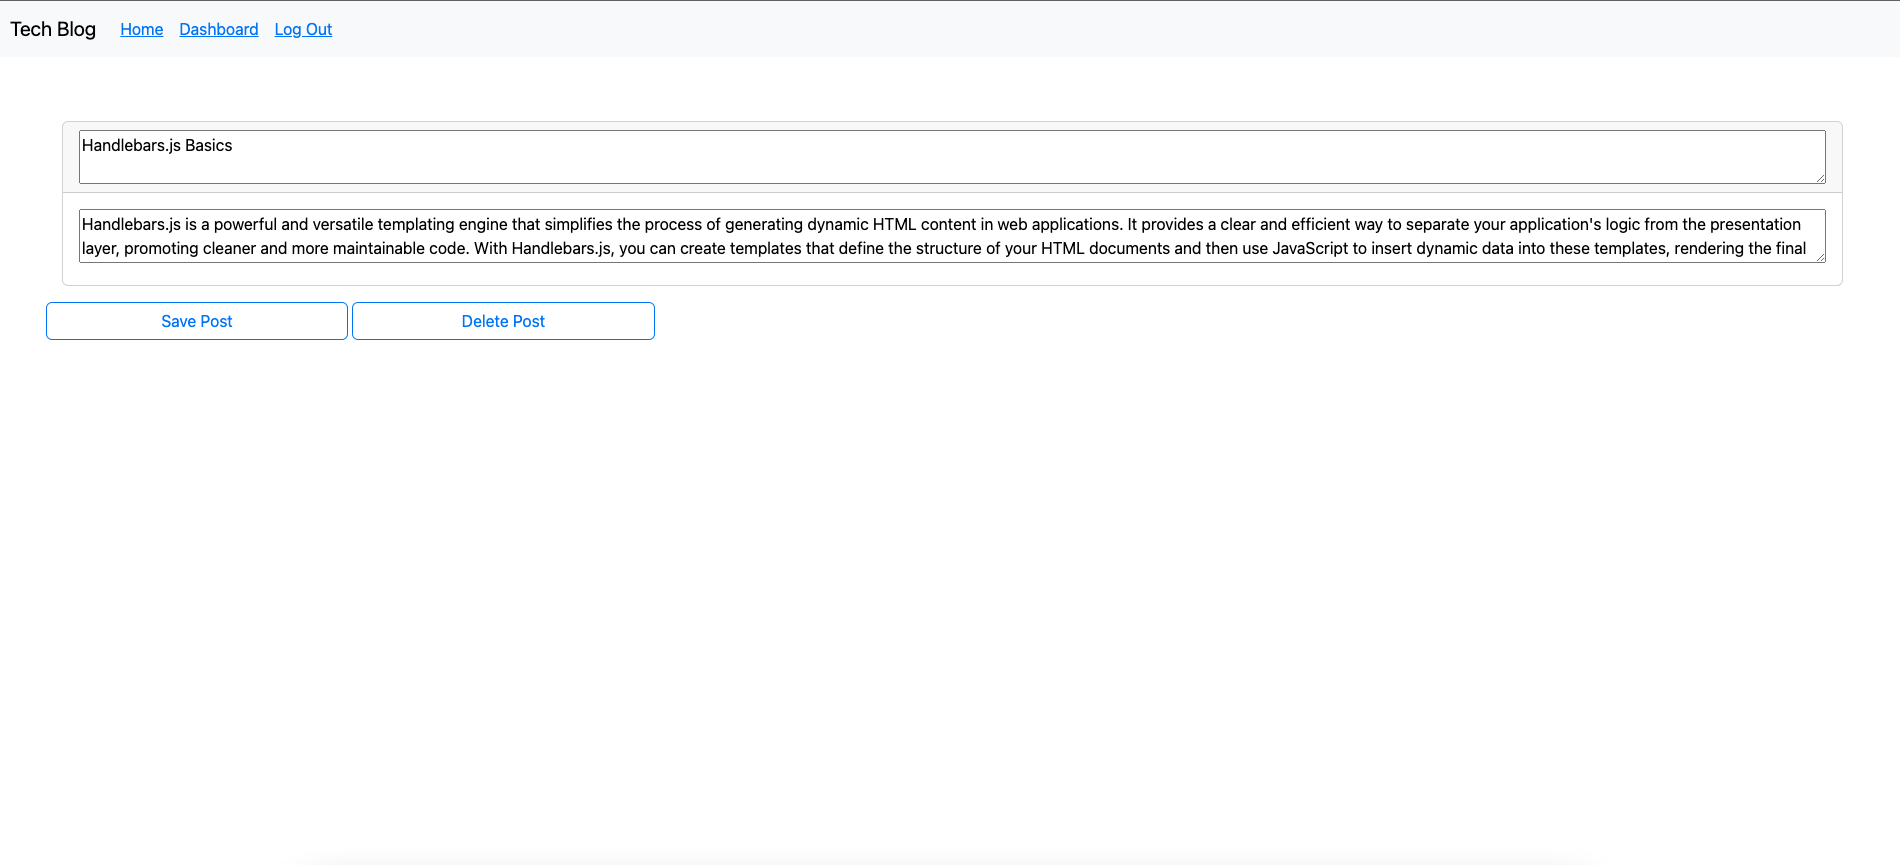 Tech Blog Home Dashboard Log Out
Handlebars.js Basics
Handlebars.js is a powerful and versatile templating engine that simplifies the process of generating dynamic HTML content in web applications. It provides a clear and efficient way to separate your application's logic from the presentation
layer, promoting cleaner and more maintainable code. With Handlebars.js, you can create templates that define the structure of your HTML documents and then use JavaScript to insert dynamic data into these templates, rendering the final
Save Post Delete Post